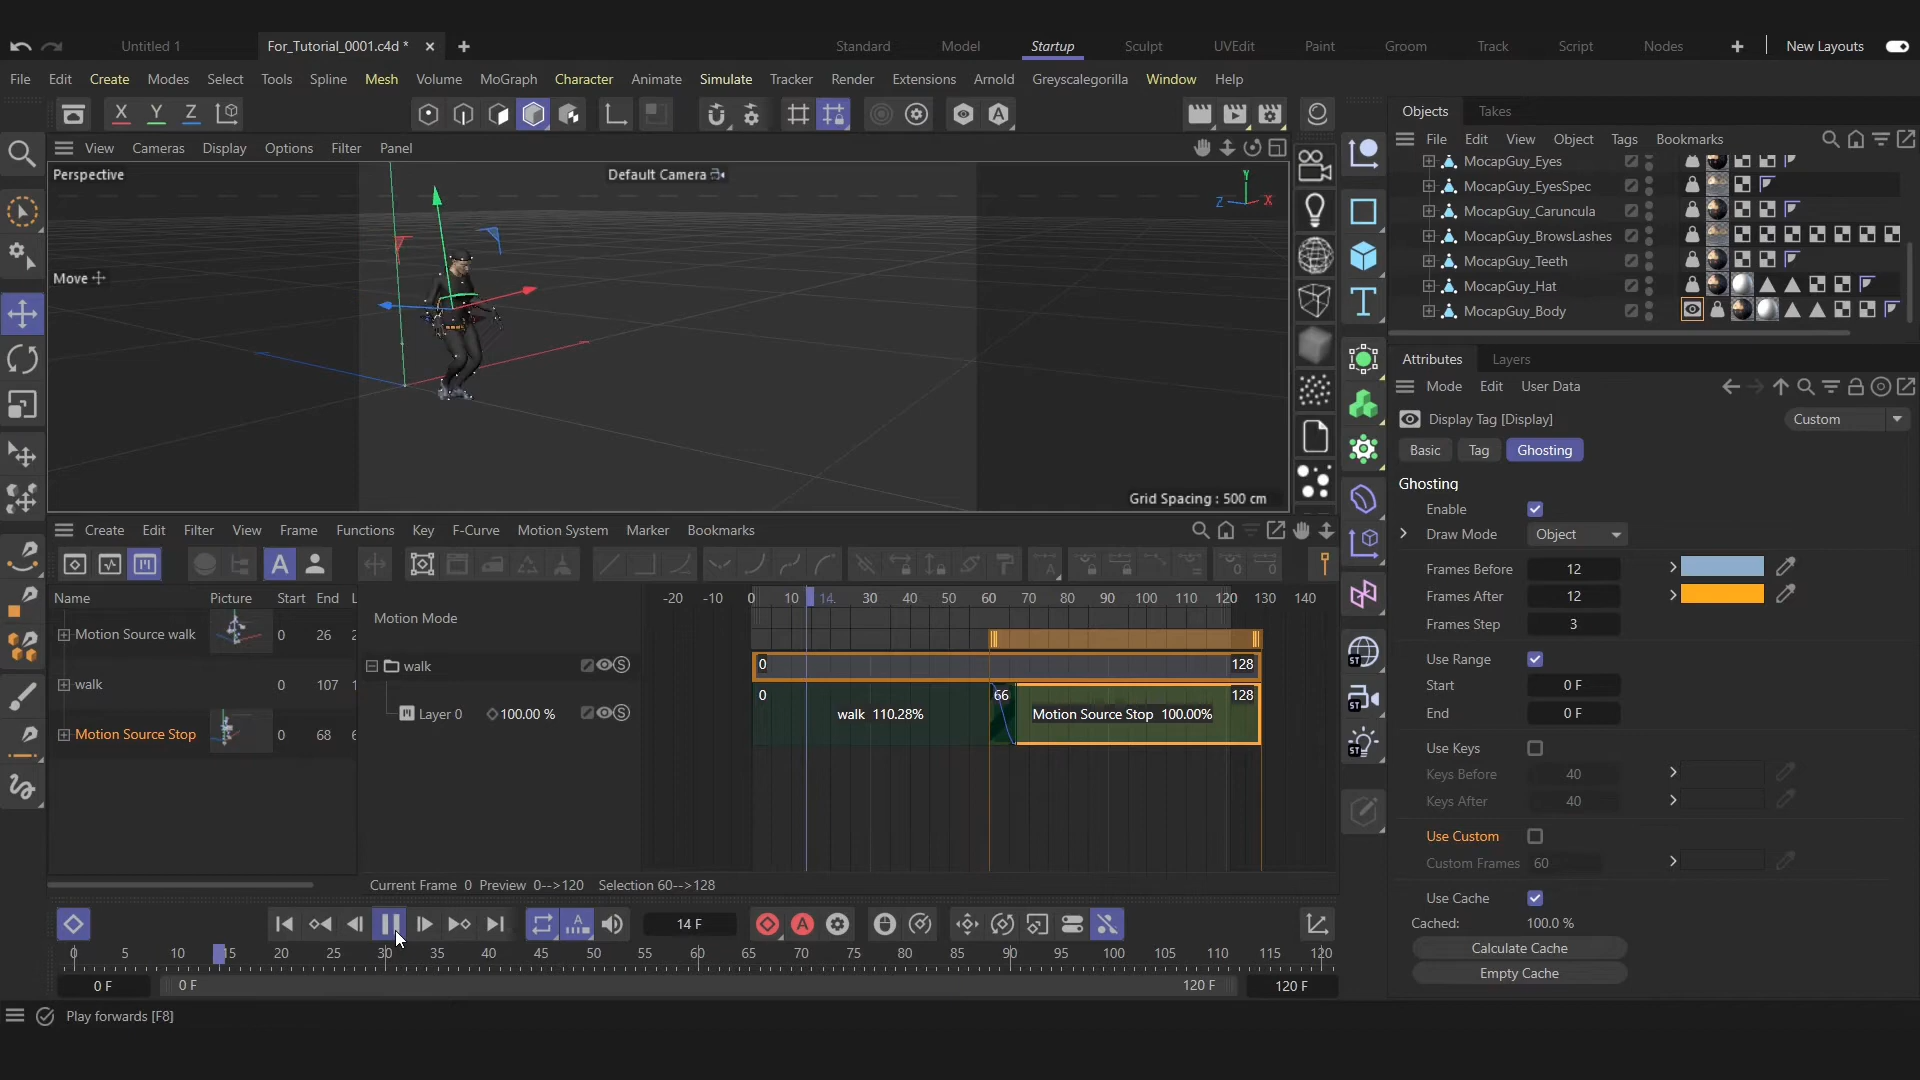 Untitled 1
For_Tutorial_0001.c4d *
Standard Model Startup Sculpt UVEdit Paint Groom Track Script Nodes New Layouts
File Edit Create Modes Select Tools Spline Mesh Volume MoGraph Character Animate Simulate Tracker Render Extensions Arnold Greyscalegorilla Window Help
X Y Z
View Cameras Display Options Filter Panel
Perspective
Default Camera
Y
Z X
Move
Grid Spacing : 500 cm
Create Edit Filter View Frame Functions Key F-Curve Motion System Marker Bookmarks
Name Picture Start End L
Motion Source walk 0 26 2
walk 0 107 1
Motion Source Stop 0 68 6
Motion Mode
walk
Layer 0 100.00 %
-20 -10 0 10 14. 30 40 50 60 70 80 90 100 110 120 130 140
0 128
0 66 128
walk 110.28% Motion Source Stop 100.00%
Current Frame 0 Preview 0-->120 Selection 60-->128
14 F
0 5 10 15 20 25 30 35 40 45 50 55 60 65 70 75 80 85 90 95 100 105 110 115 120
0 F 0 F 120 F 120 F
Play forwards [F8]
Objects Takes
File Edit View Object Tags Bookmarks
MocapGuy_Eyes
MocapGuy_EyesSpec
MocapGuy_Caruncula
MocapGuy_BrowsLashes
MocapGuy_Teeth
MocapGuy_Hat
MocapGuy_Body
Attributes Layers
Mode Edit User Data
Display Tag [Display] Custom
Basic Tag Ghosting
Ghosting
Enable
Draw Mode Object
Frames Before 12
Frames After 12
Frames Step 3
Use Range
Start 0 F
End 0 F
Use Keys
Keys Before 40
Keys After 40
Use Custom
Custom Frames 60
Use Cache
Cached: 100.0 %
Calculate Cache
Empty Cache